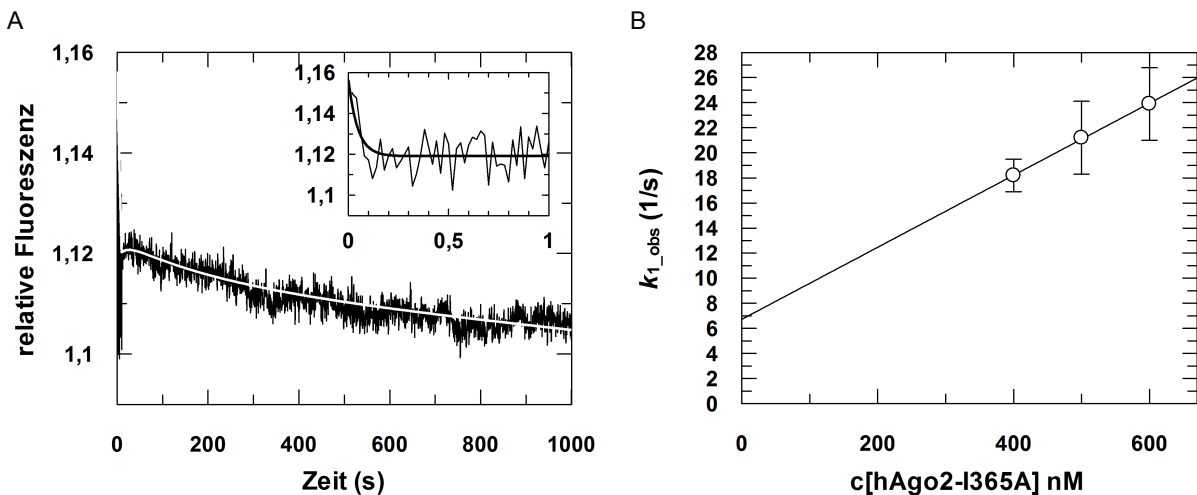 A
1,16
1,14
1,12
1,1
relative Fluoreszenz
0 200 400 600 800 1000
Zeit (s)
1,16
1,14
1,12
1,1
0 0,5 1
B
28
26
24
22
20
18
16
14
12
10
8
6
4
2
0
k1_obs (1/s)
0 200 400 600
c[hAgo2-I365A] nM